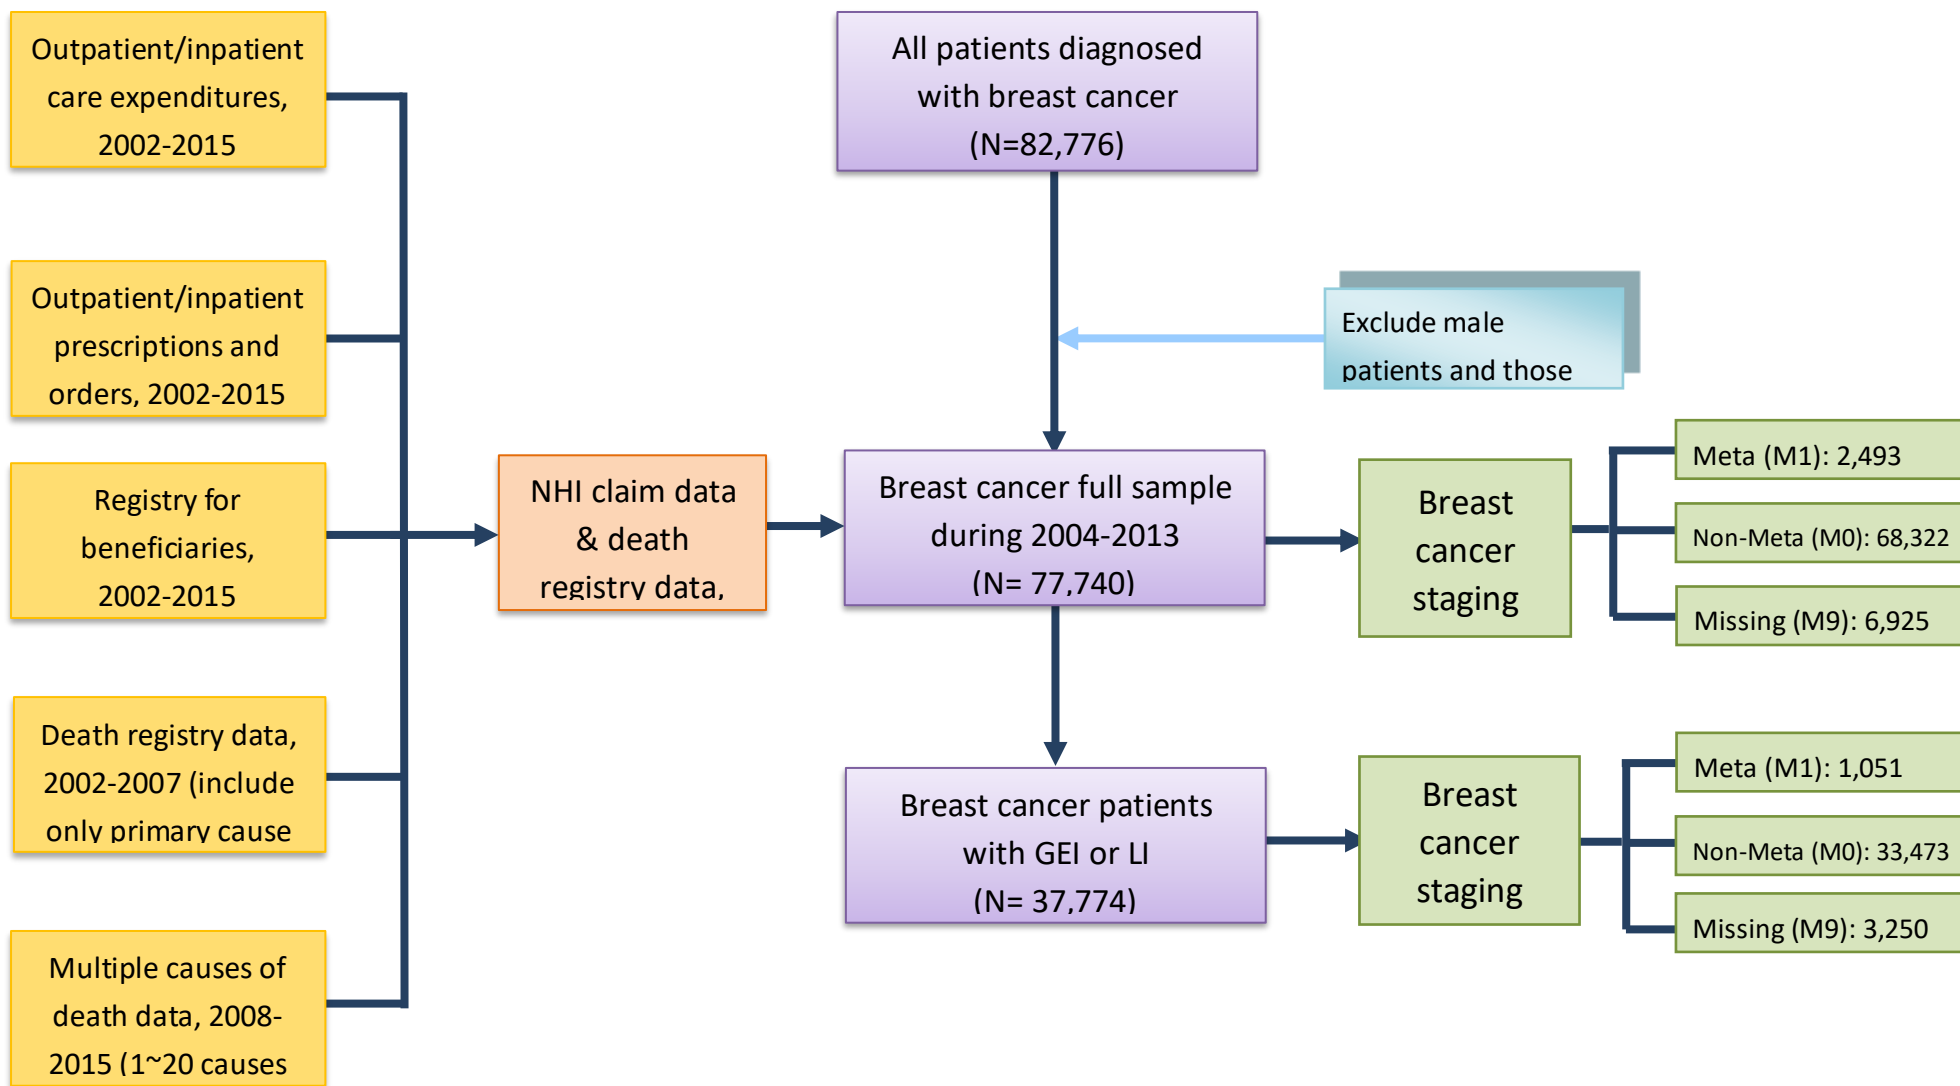 Outpatient/inpatient
care expenditures,
2002-2015
Outpatient/inpatient
prescriptions and
orders, 2002-2015
Registry for
beneficiaries,
2002-2015
Death registry data,
2002-2007 (include
only primary cause
Multiple causes of
death data, 2008-
2015 (1~20 causes
NHI claim data
& death
registry data,
All patients diagnosed
with breast cancer
(N=82,776)
Exclude male
patients and those
Breast cancer full sample
during 2004-2013
(N= 77,740)
Breast
cancer
staging
Meta (M1): 2,493
Non-Meta (M0): 68,322
Missing (M9): 6,925
Breast cancer patients
with GEI or LI
(N= 37,774)
Breast
cancer
staging
Meta (M1): 1,051
Non-Meta (M0): 33,473
Missing (M9): 3,250